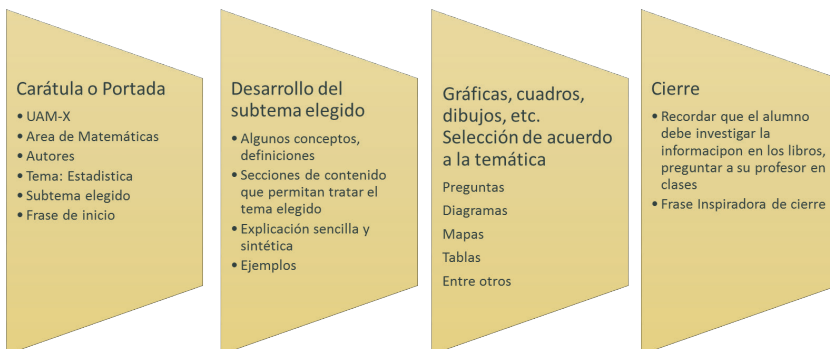 Carátula o Portada
• UAM-X
• Area de Matemáticas
• Autores
• Tema: Estadistica
• Subtema elegido
• Frase de inicio
Desarrollo del
subtema elegido
• Algunos conceptos,
definiciones
• Secciones de contenido
que permitan tratar el
tema elegido
• Explicación sencilla y
sintética
• Ejemplos
Gráficas, cuadros,
dibujos, etc.
Selección de acuerdo
a la temática
Preguntas
Diagramas
Mapas
Tablas
Entre otros
Cierre
• Recordar que el alumno
debe investigar la
informacipon en los libros,
preguntar a su profesor en
clases
• Frase Inspiradora de cierre